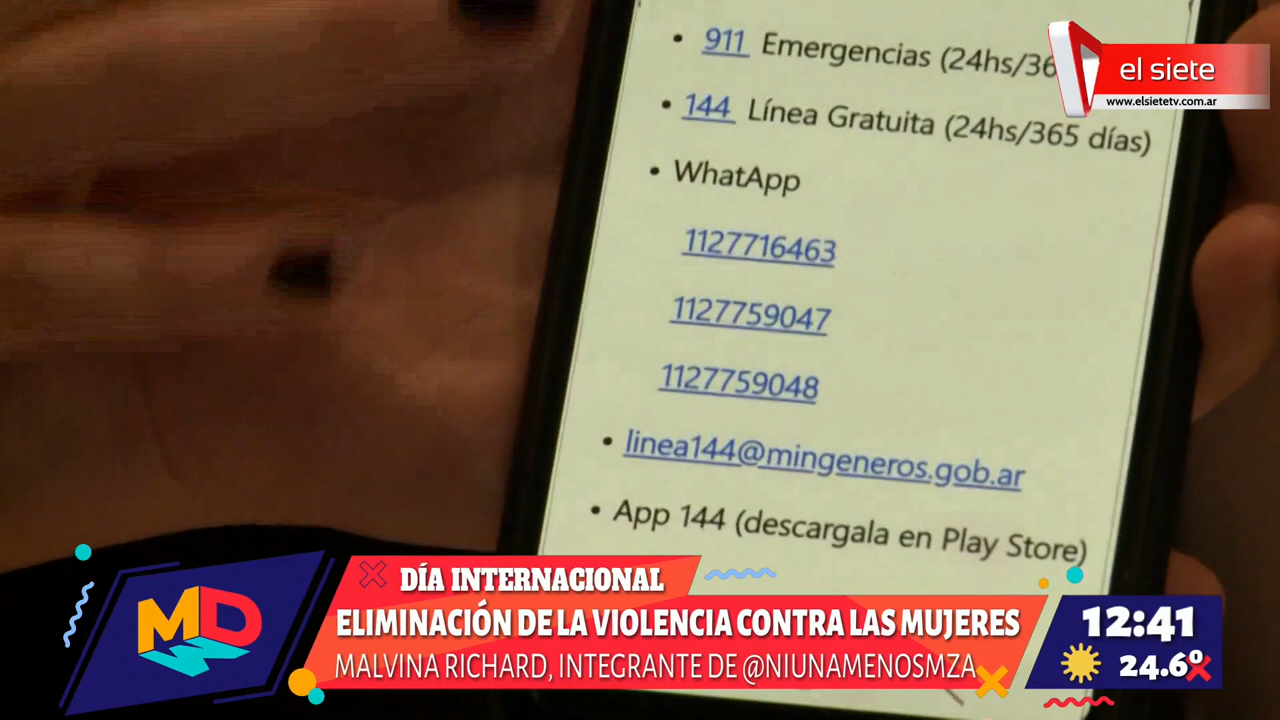 911 Emergencias (24hs/36
144 Línea Gratuita (24hs/365 días)
WhatApp
1127716463
1127759047
1127759048
linea144@mingeneros.gob.ar
App 144 (descargala en Play Store)
el siete
www.elsietetv.com.ar
MD
DÍA INTERNACIONAL
ELIMINACIÓN DE LA VIOLENCIA CONTRA LAS MUJERES
MALVINA RICHARD, INTEGRANTE DE @NIUNAMENOSMZA
12:41
24.6º